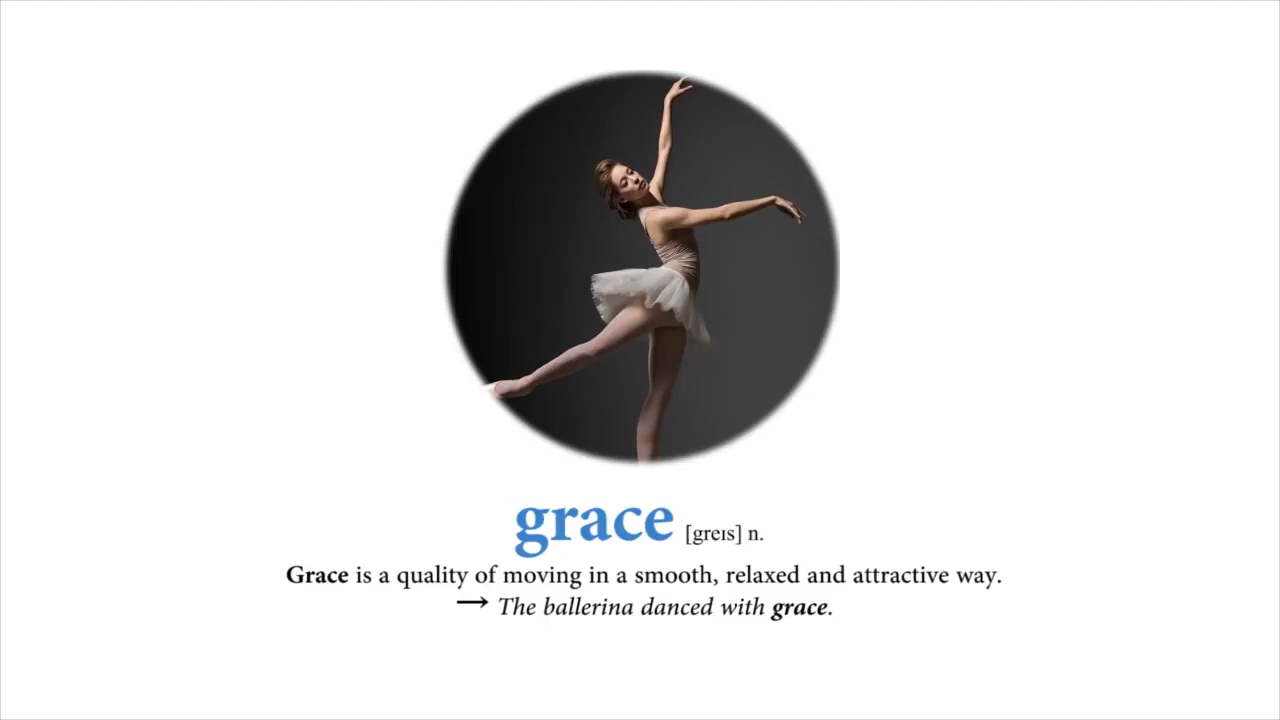 grace [greɪs] n.
Grace is a quality of moving in a smooth, relaxed and attractive way.
→ The ballerina danced with grace.